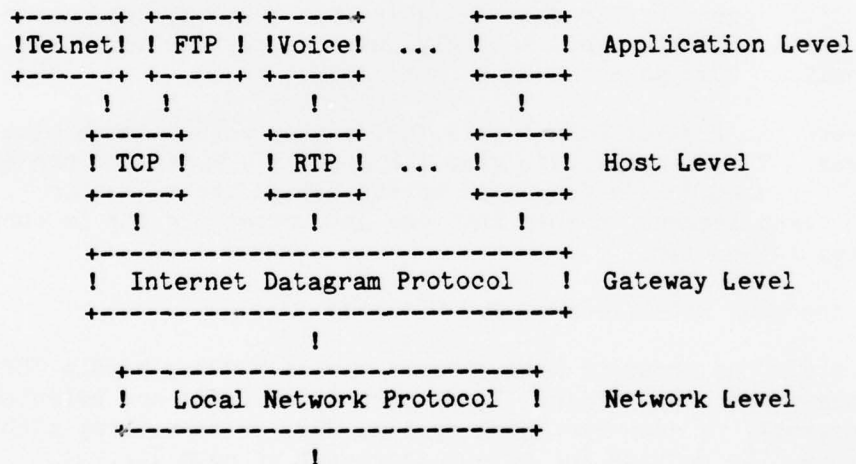 +------+ +-----+ +-----+     +-----+
!Telnet! ! FTP ! !Voice! ... !     !  Application Level
+------+ +-----+ +-----+     +-----+
      !   !         !             !
     +-----+     +-----+     +-----+
     ! TCP !     ! RTP ! ... !     !  Host Level
     +-----+     +-----+     +-----+
        !           !             !
     +-------------------------------+
     !  Internet Datagram Protocol   !  Gateway Level
     +-------------------------------+
                    !
       +---------------------------+
       !   Local Network Protocol  !    Network Level
       +---------------------------+
                    !